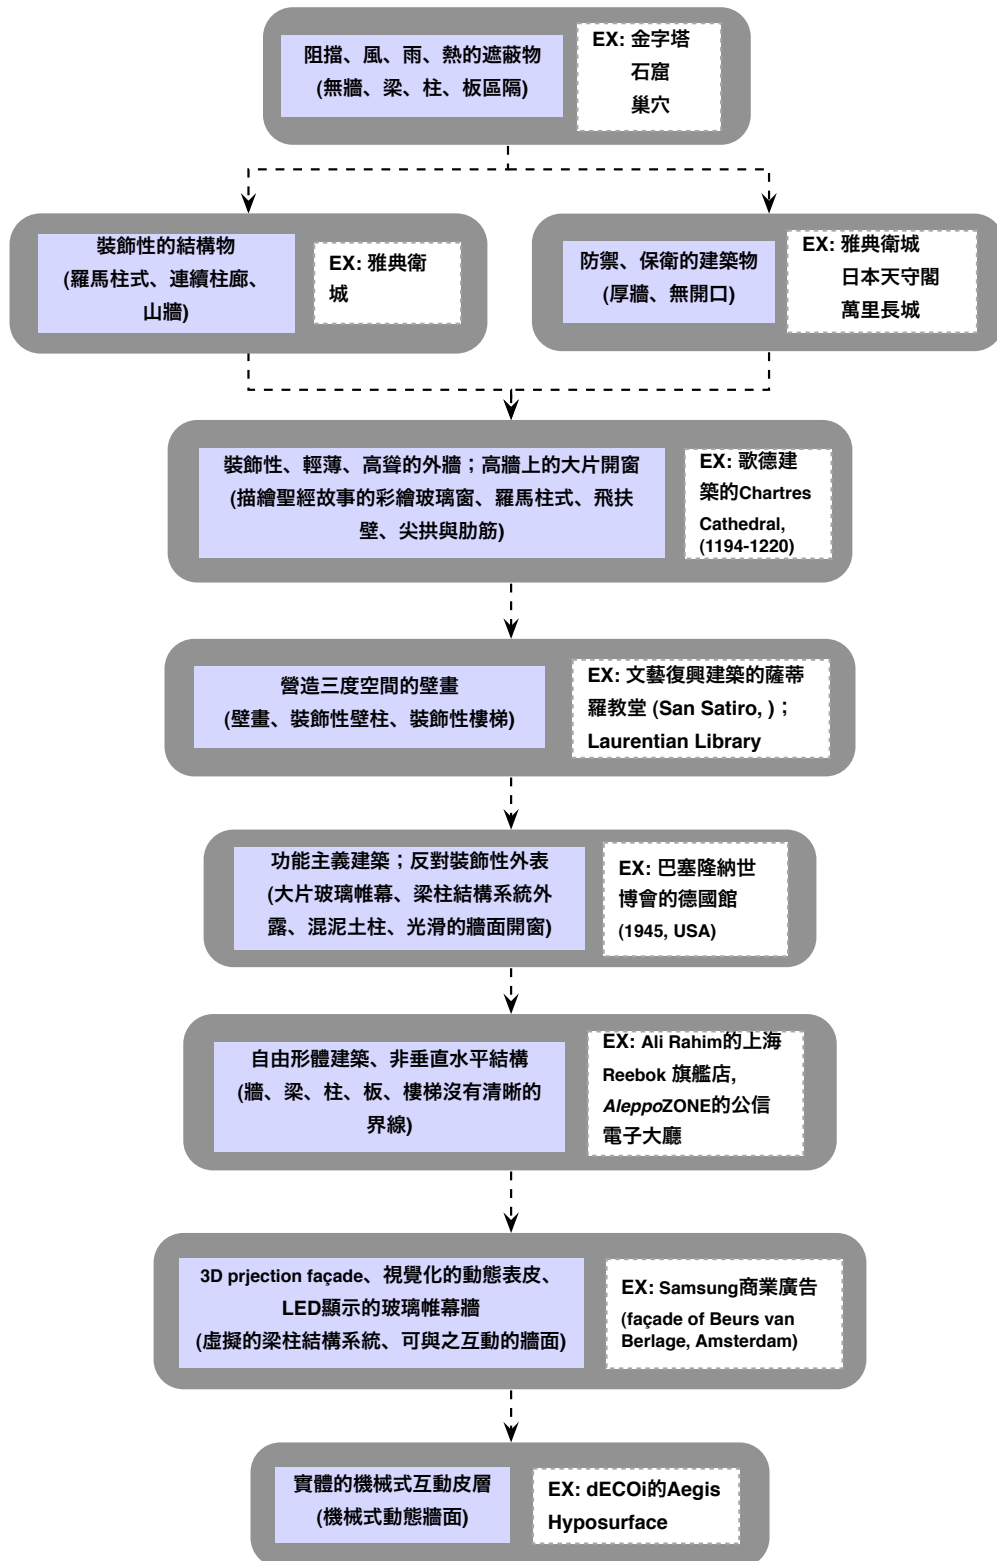 阻擋、風、雨、熱的遮蔽物
(無牆、梁、柱、板區隔)
EX: 金字塔
石窟
巢穴
裝飾性的結構物
(羅馬柱式、連續柱廊、
山牆)
EX: 雅典衛
城
防禦、保衛的建築物
(厚牆、無開口)
EX: 雅典衛城
日本天守閣
萬里長城
裝飾性、輕薄、高聳的外牆；高牆上的大片開窗
(描繪聖經故事的彩繪玻璃窗、羅馬柱式、飛扶
壁、尖拱與肋筋)
EX: 歌德建
築的Chartres
Cathedral,
(1194-1220)
營造三度空間的壁畫
(壁畫、裝飾性壁柱、裝飾性樓梯)
EX: 文藝復興建築的薩蒂
羅教堂 (San Satiro, )；
Laurentian Library
功能主義建築；反對裝飾性外表
(大片玻璃帷幕、梁柱結構系統外
露、混泥土柱、光滑的牆面開窗)
EX: 巴塞隆納世
博會的德國館
(1945, USA)
自由形體建築、非垂直水平結構
(牆、梁、柱、板、樓梯沒有清晰的
界線)
EX: Ali Rahim的上海
Reebok 旗艦店,
AleppoZONE的公信
電子大廳
3D prjection façade、視覺化的動態表皮、
LED顯示的玻璃帷幕牆
(虛擬的梁柱結構系統、可與之互動的牆面)
EX: Samsung商業廣告
(façade of Beurs van
Berlage, Amsterdam)
實體的機械式互動皮層
(機械式動態牆面)
EX: dECOi的Aegis
Hyposurface